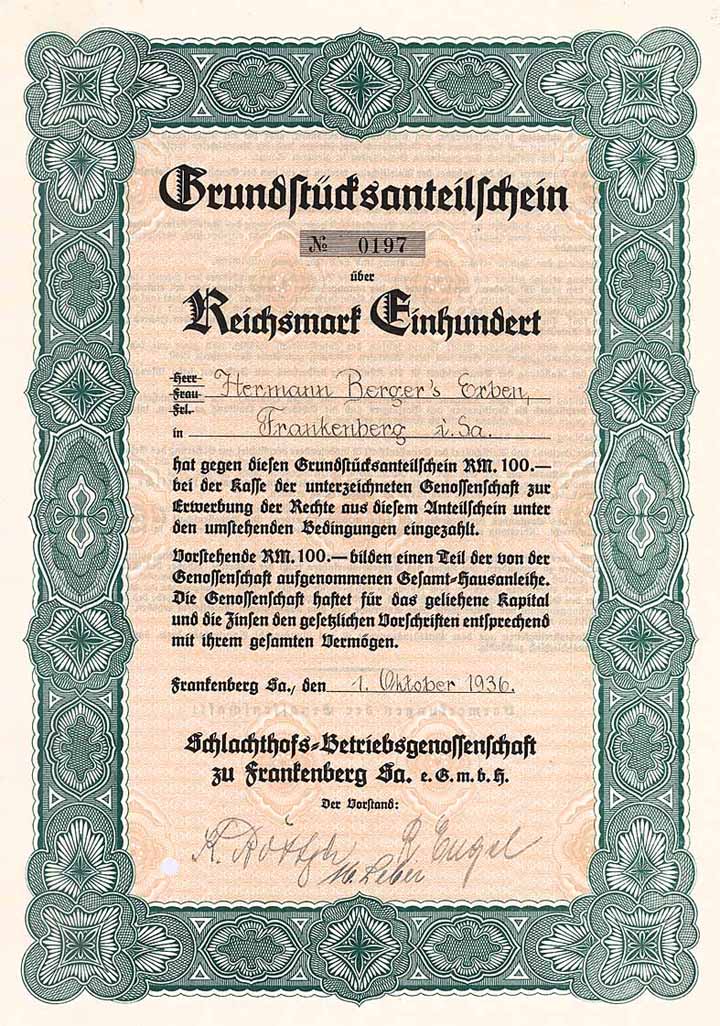 Grundstücksanteilschein
№ 0197
über
Reichsmark Einhundert
Herr
Frau Hermann Berger's Erben,
Frl.
in Frankenberg i. Sa.
hat gegen diesen Grundstücksanteilschein RM. 100.—
bei der Kasse der unterzeichneten Genossenschaft zur
Erwerbung der Rechte aus diesem Anteilschein unter
den umstehenden Bedingungen eingezahlt.
Vorstehende RM. 100.— bilden einen Teil der von der
Genossenschaft aufgenommenen Gesamt-Hausanleihe.
Die Genossenschaft haftet für das geliehene Kapital
und die Zinsen den gesetzlichen Vorschriften entsprechend
mit ihrem gesamten Vermögen.
Frankenberg Sa., den 1. Oktober 1936.
Schlachthofs-Betriebsgenossenschaft
zu Frankenberg Sa. e. G. m. b. H.
Der Vorstand:
R. Engel